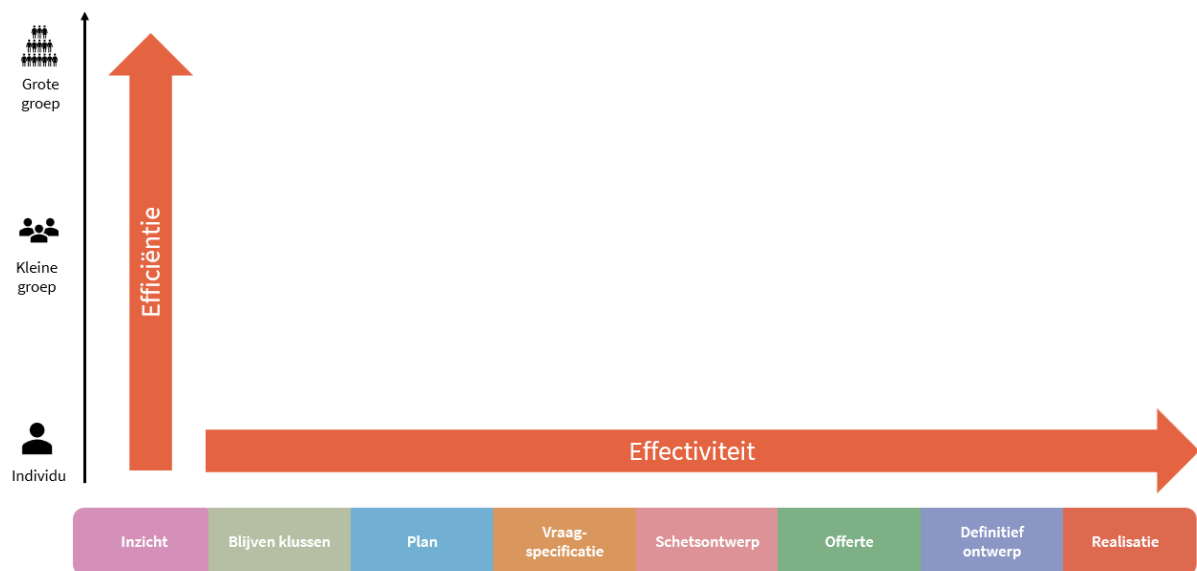 Grote
groep
Kleine
groep
Individu
Efficiëntie
Effectiviteit
Inzicht
Blijven klussen
Plan
Vraag-
specificatie
Schetsontwerp
Offerte
Definitief
ontwerp
Realisatie